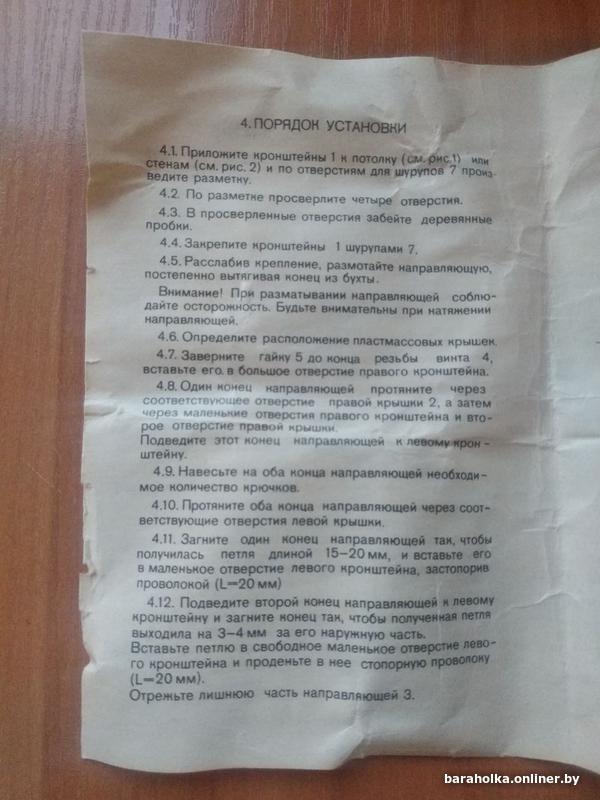 4. ПОРЯДОК УСТАНОВКИ
4.1. Приложите кронштейны 1 к потолку (см. рис.1) или
стенам (см. рис. 2) и по отверстиям для шурупов 7 произ-
ведите разметку.
4.2. По разметке просверлите четыре отверстия.
4.3. В просверленные отверстия забейте деревянные
пробки.
4.4. Закрепите кронштейны 1 шурупами 7.
4.5. Расслабив крепление, размотайте направляющую,
постепенно вытягивая конец из бухты.
Внимание! При разматывании направляющей соблю-
дайте осторожность. Будьте внимательны при натяжении
направляющей.
4.6. Определите расположение пластмассовых крышек.
4.7. Заверните гайку 5 до конца резьбы винта 4,
вставьте его в большое отверстие правого кронштейна.
4.8. Один конец направляющей протяните через
соответствующее отверстие правой крышки 2, а затем
через маленькие отверстия правого кронштейна и вто-
рое отверстие правой крышки.
Подведите этот конец направляющей к левому крон-
штейну.
4.9. Навесьте на оба конца направляющей необходи-
мое количество крючков.
4.10. Протяните оба конца направляющей через соот-
ветствующие отверстия левой крышки.
4.11. Загните один конец направляющей так, чтобы
получилась петля длиной 15—20 мм, и вставьте его
в маленькое отверстие левого кронштейна, застопорив
проволокой (L=20 мм)
4.12. Подведите второй конец направляющей к левому
кронштейну и загните конец так, чтобы полученная петля
выходила на 3—4 мм за его наружную часть.
Вставьте петлю в свободное маленькое отверстие лево-
го кронштейна и проденьте в нее стопорную проволоку
(L=20 мм).
Отрежьте лишнюю часть направляющей 3.
baraholka.onliner.by